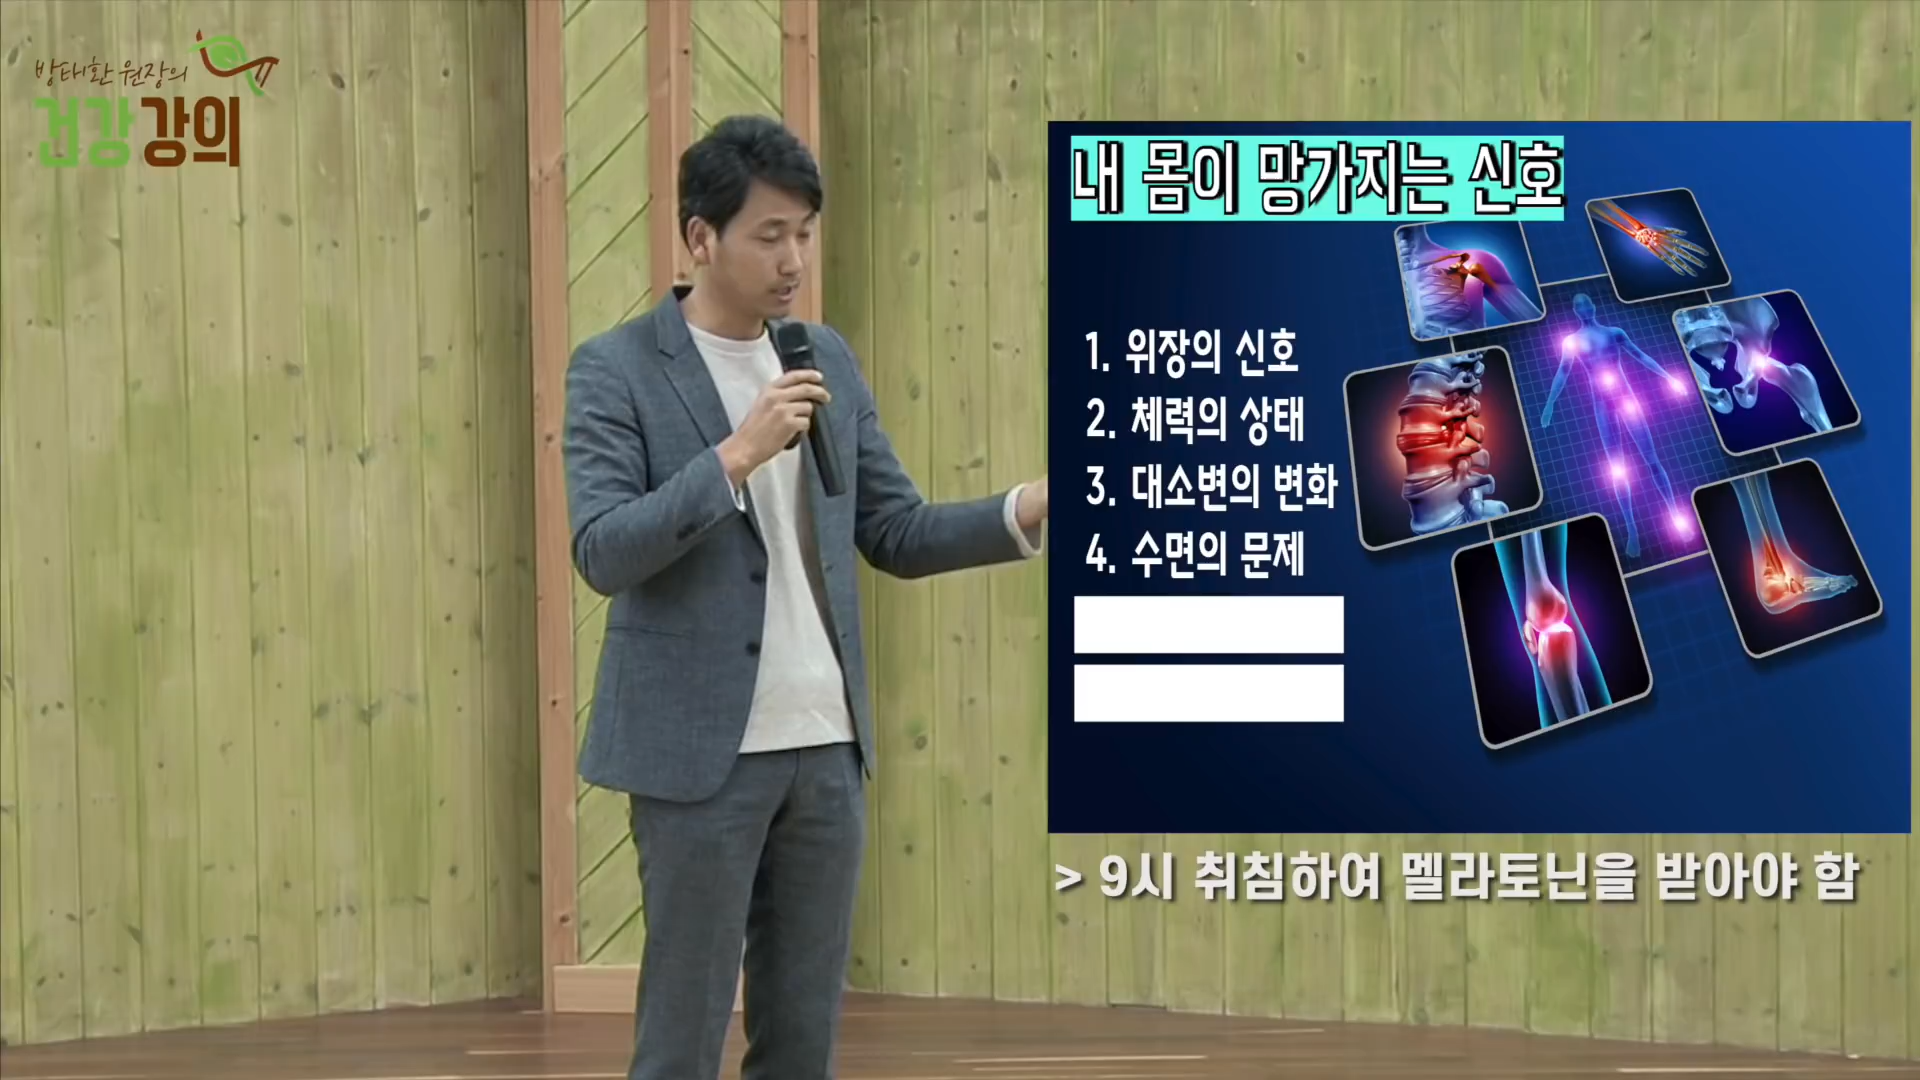 방태환 원장의
건강 강의
내 몸이 망가지는 신호
1. 위장의 신호
2. 체력의 상태
3. 대소변의 변화
4. 수면의 문제
> 9시 취침하여 멜라토닌을 받아야 함